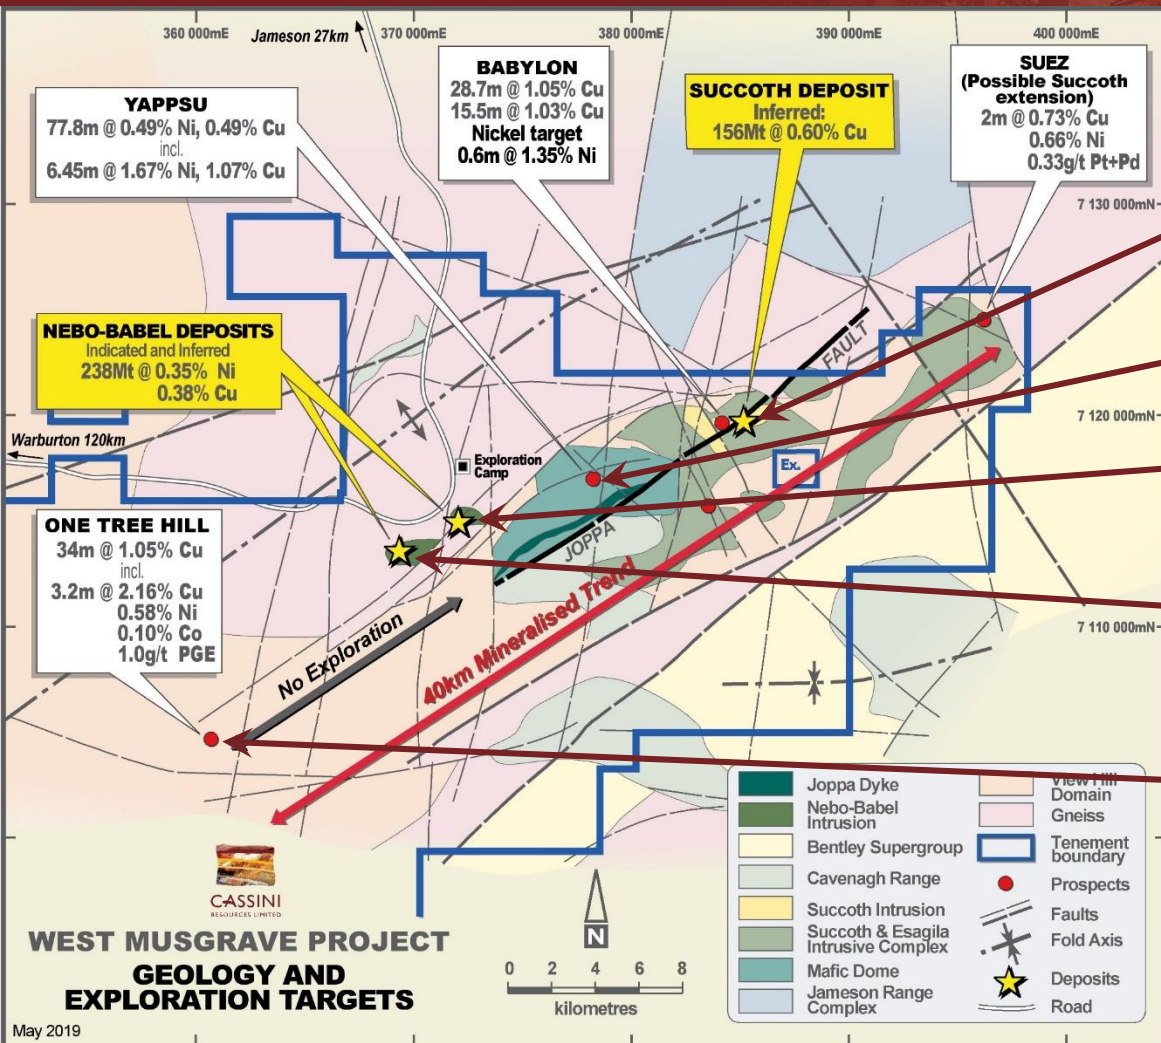 360 000mE
370 000mE
380 000mE
390 000mE
400 000mE
Jameson 27km
YAPPSU
77.8m @ 0.49% Ni, 0.49% Cu
incl.
6.45m @ 1.67% Ni, 1.07% Cu
BABYLON
28.7m @ 1.05% Cu
15.5m @ 1.03% Cu
Nickel target
0.6m @ 1.35% Ni
SUCCOTH DEPOSIT
Inferred:
156Mt @ 0.60% Cu
SUEZ
(Possible Succoth
extension)
2m @ 0.73% Cu
0.66% Ni
0.33g/t Pt+Pd
7 130 000mN
NEBO-BABEL DEPOSITS
Indicated and Inferred
238Mt @ 0.35% Ni
0.38% Cu
FAULT
7 120 000mN
Warburton 120km
Exploration
Camp
Ex.
ONE TREE HILL
34m @ 1.05% Cu
incl.
3.2m @ 2.16% Cu
0.58% Ni
0.10% Co
1.0g/t PGE
JOPPA
7 110 000mN
No Exploration
40km Mineralised Trend
CASSINI
RESOURCES LIMITED
WEST MUSGRAVE PROJECT
GEOLOGY AND
EXPLORATION TARGETS
May 2019
N
0 2 4 6 8
kilometres
Joppa Dyke
Nebo-Babel
Intrusion
Bentley Supergroup
Cavenagh Range
Succoth Intrusion
Succoth & Esagila
Intrusive Complex
Mafic Dome
Jameson Range
Complex
View Hill
Domain
Gneiss
Tenement
boundary
Prospects
Faults
Fold Axis
Deposits
Road